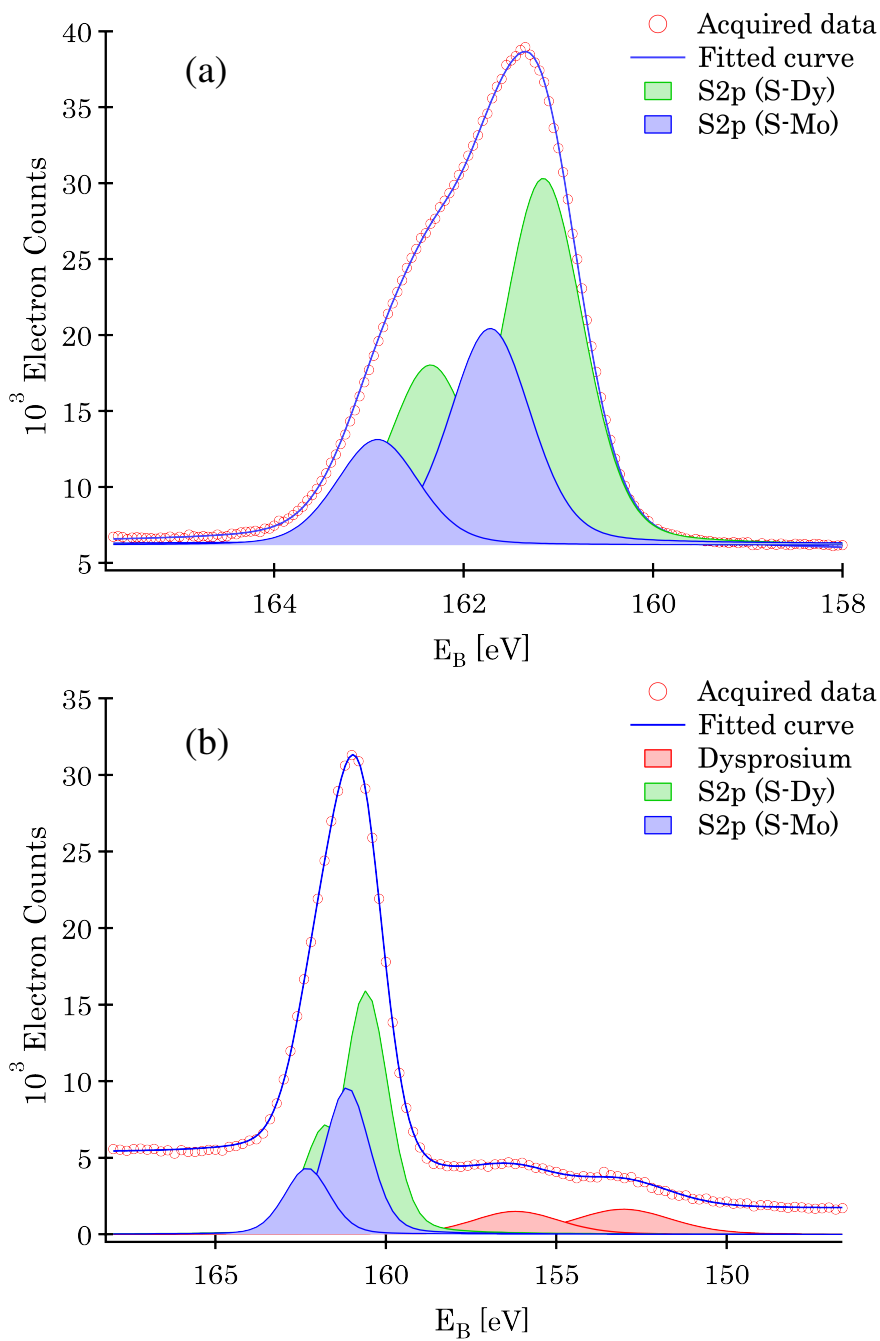 (a)
Acquired data
Fitted curve
S2p (S-Dy)
S2p (S-Mo)
40
35
30
25
20
15
10
5
10³ Electron Counts
164
162
160
158
E_B [eV]
(b)
Acquired data
Fitted curve
Dysprosium
S2p (S-Dy)
S2p (S-Mo)
35
30
25
20
15
10
5
0
10³ Electron Counts
165
160
155
150
E_B [eV]